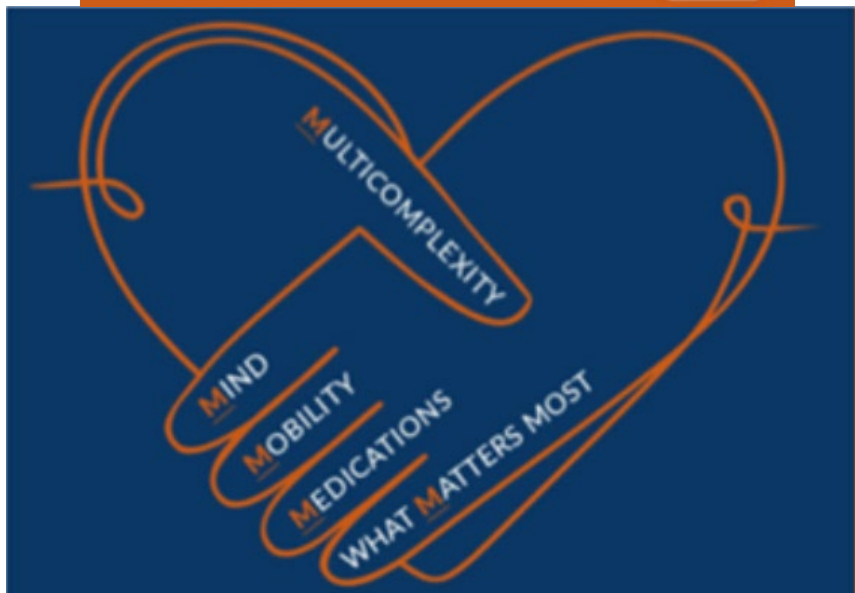 MULTICOMPLEXITY
MIND
MOBILITY
MEDICATIONS
WHAT MATTERS MOST